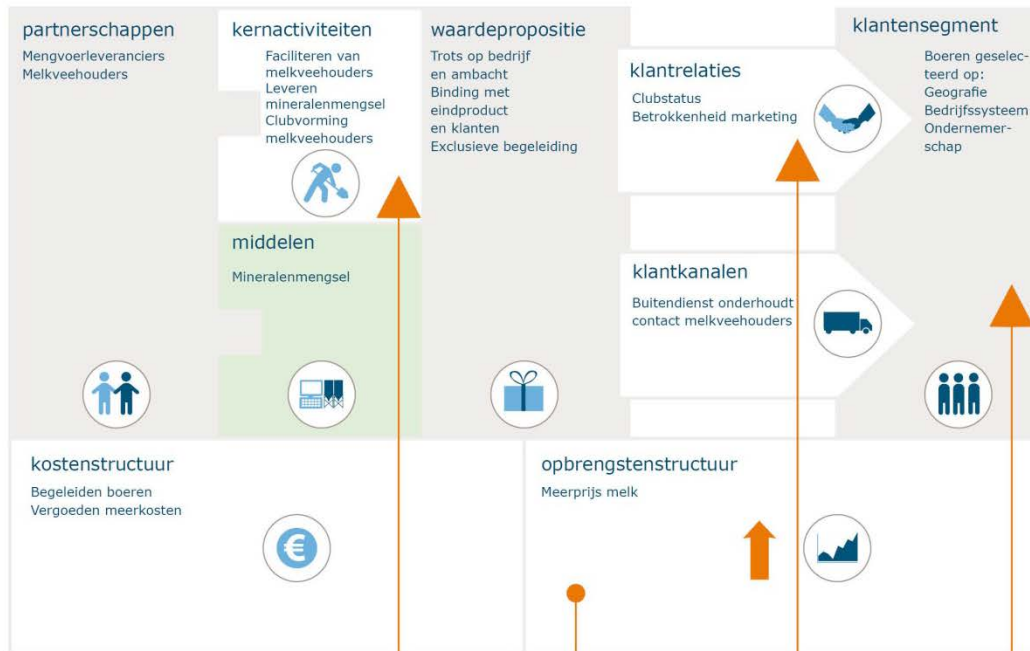 partnerschappen
Mengvoerleveranciers
Melkveehouders
kernactiviteiten
Faciliteren van
melkveehouders
Leveren
mineralenmengsel
Clubvorming
melkveehouders
middelen
Mineralenmengsel
waardepropositie
Trots op bedrijf
en ambacht
Binding met
eindproduct
en klanten
Exclusieve begeleiding
klantrelaties
Clubstatus
Betrokkenheid marketing
klantkanalen
Buitendienst onderhoudt
contact melkveehouders
klantensegment
Boeren geselec-
teerd op:
Geografie
Bedrijfssysteem
Ondernemer-
schap
kostenstructuur
Begeleiden boeren
Vergoeden meerkosten
€
opbrengstenstructuur
Meerprijs melk